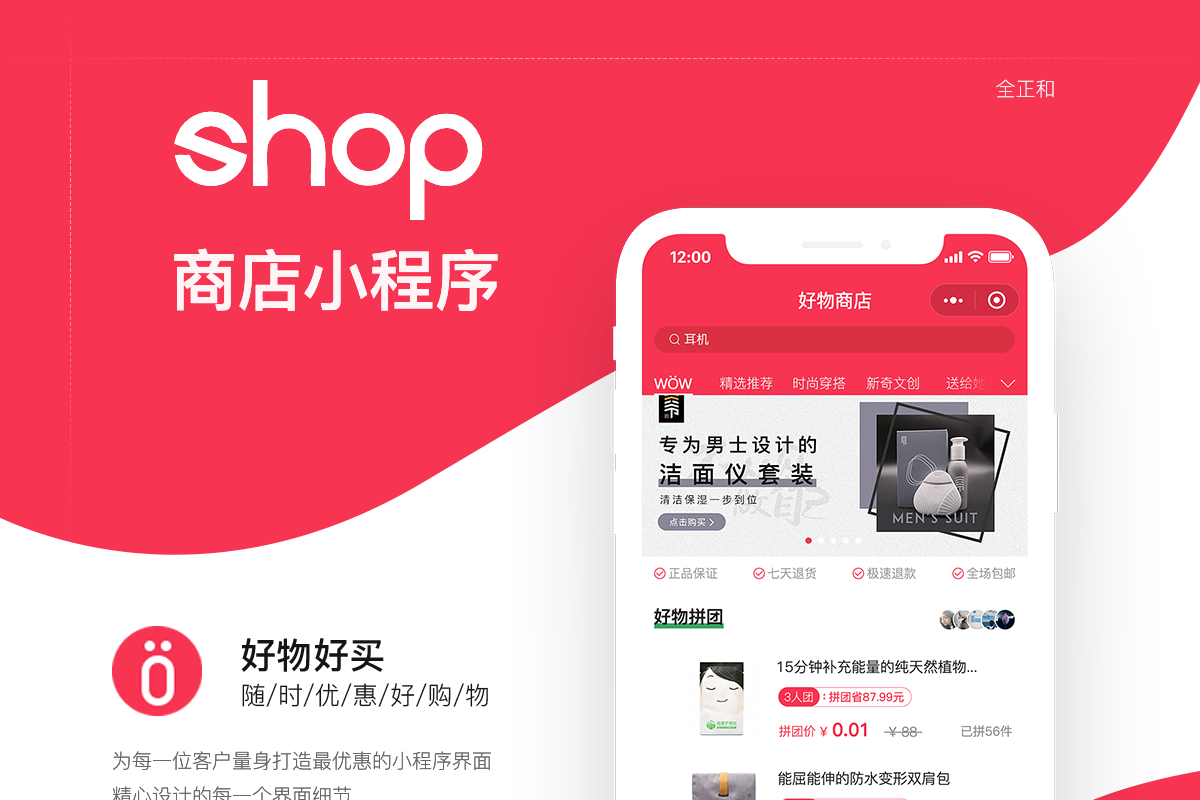 shop
全正和
商店小程序
12:00
好物商店
耳机
WÖW 精选推荐 时尚穿搭 新奇文创 送给她
专为男士设计的
洁面仪套装
清洁保湿一步到位
点击购买
MEN'S SUIT
正品保证 七天退货 极速退款 全场包邮
好物拼团
15分钟补充能量的纯天然植物...
3人团：拼团省87.99元
拼团价 ¥ 0.01 ¥ 88 已拼56件
能屈能伸的防水变形双肩包
Ö
好物好买
随/时/优/惠/好/购/物
为每一位客户量身打造最优惠的小程序界面
精心设计的每一个界面细节